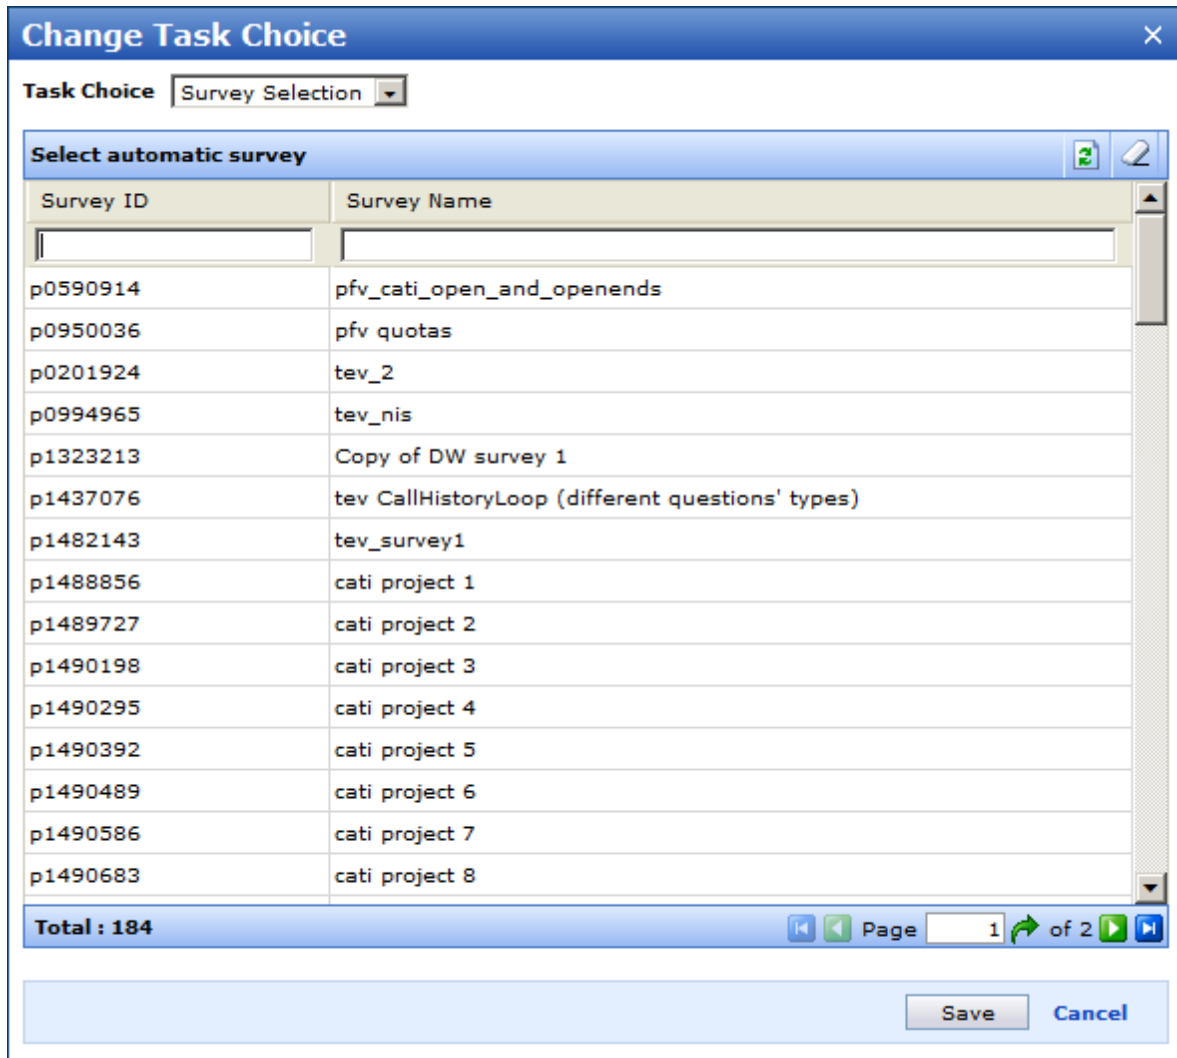 Change Task Choice
Task Choice Survey Selection
Select automatic survey
Survey ID Survey Name
p0590914 pfv_cati_open_and_openends
p0950036 pfv quotas
p0201924 tev_2
p0994965 tev_nis
p1323213 Copy of DW survey 1
p1437076 tev CallHistoryLoop (different questions' types)
p1482143 tev_survey1
p1488856 cati project 1
p1489727 cati project 2
p1490198 cati project 3
p1490295 cati project 4
p1490392 cati project 5
p1490489 cati project 6
p1490586 cati project 7
p1490683 cati project 8
Total : 184 Page 1 of 2
Save Cancel